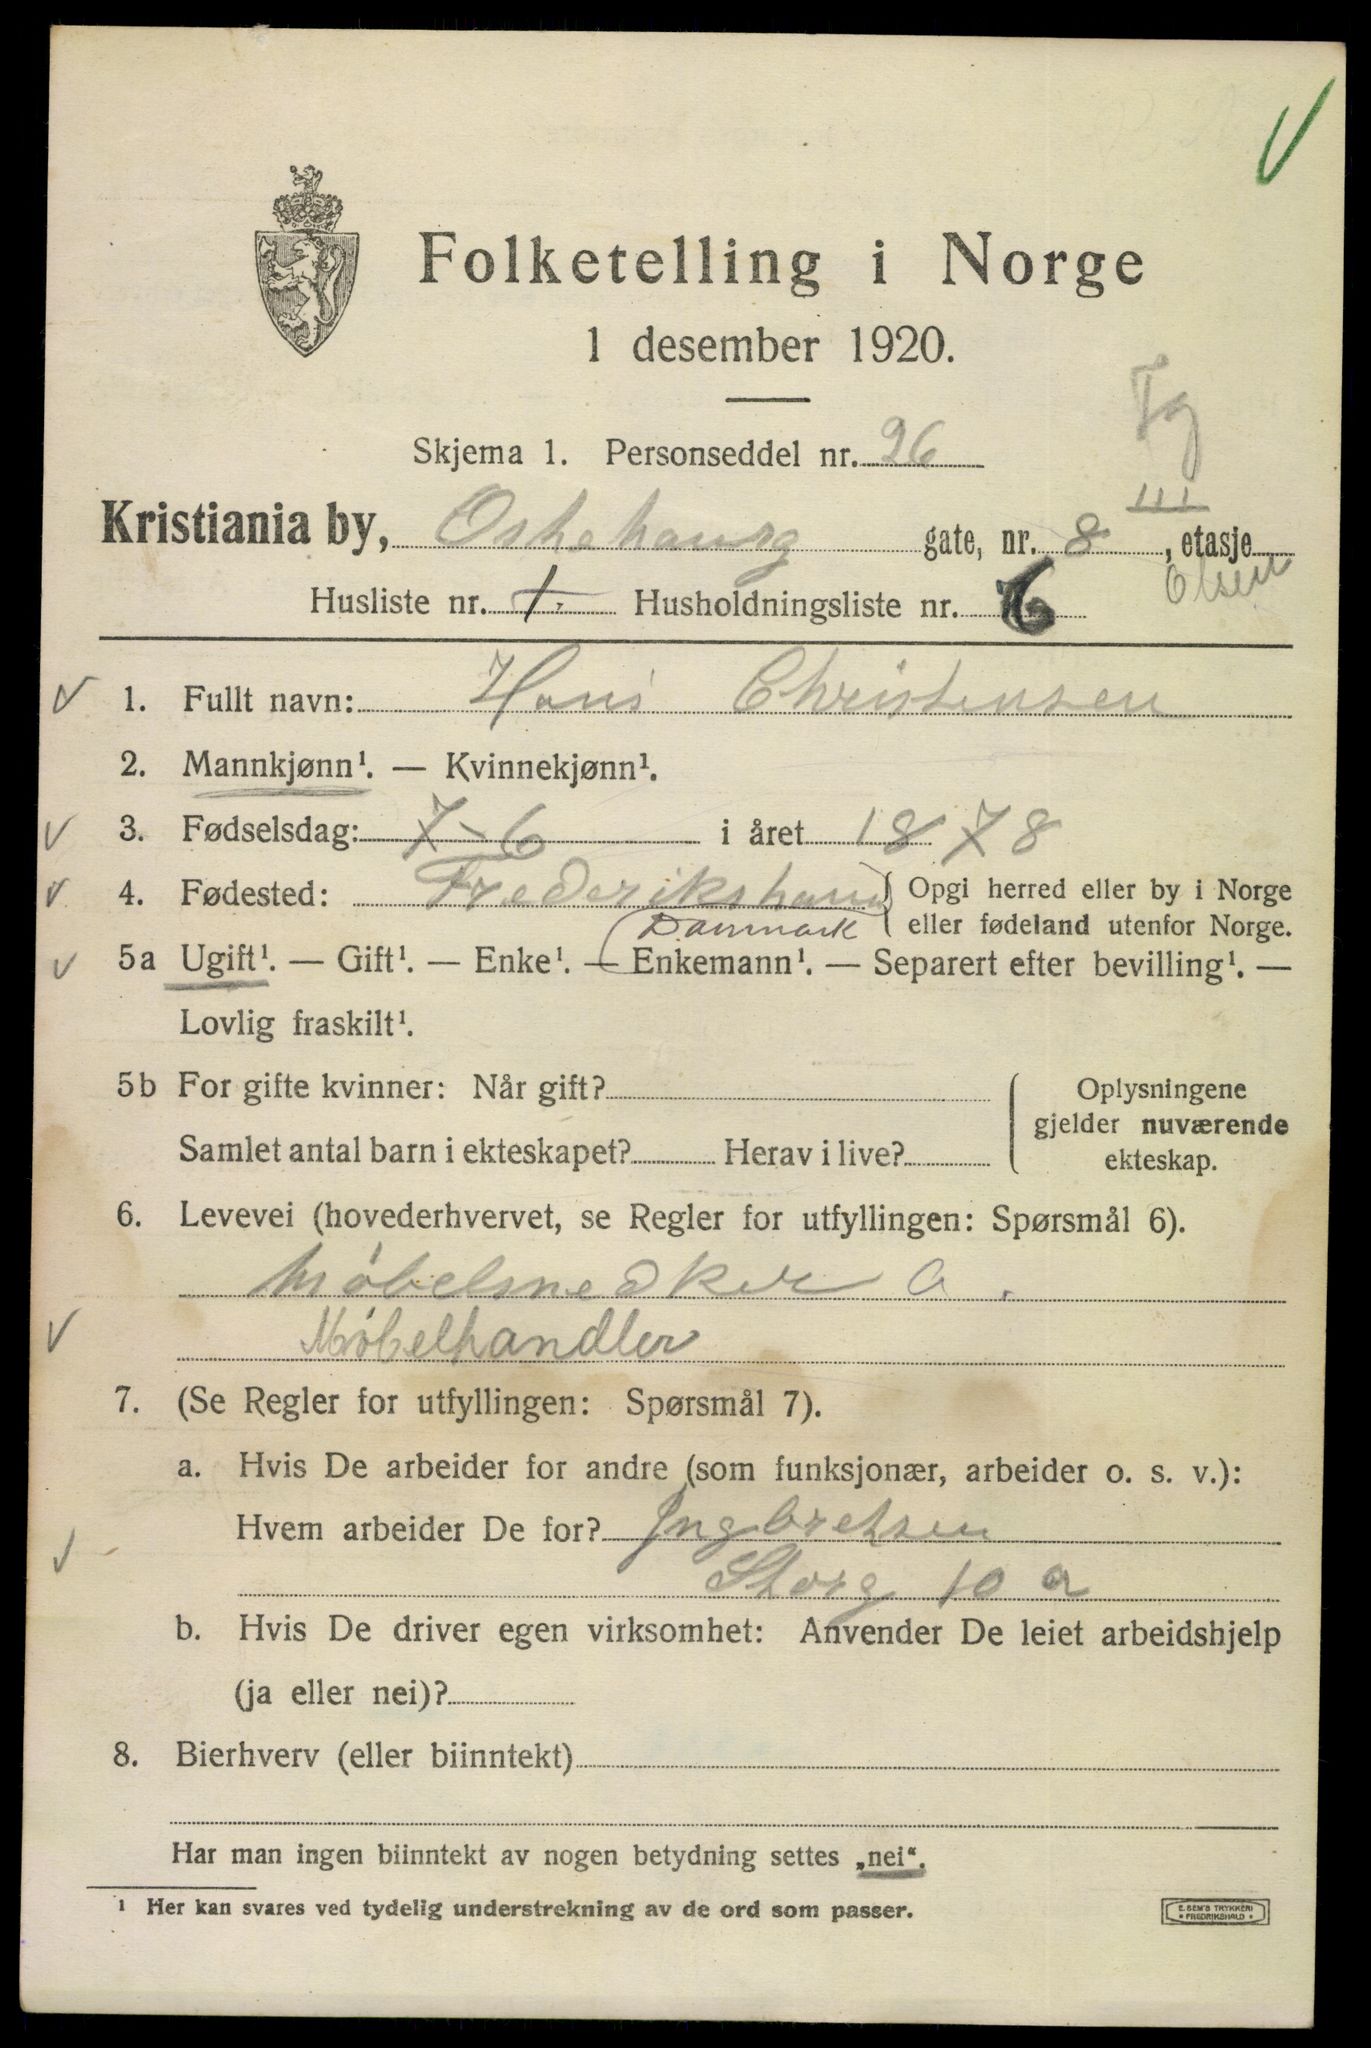 Folketelling i Norge
1 desember 1920.
Skjema 1. Personseddel nr. 26
Kristiania by, Oskehaug gate, nr. 8 III, etasje
Olsen
Husliste nr. 1. Husholdningsliste nr. 6
1. Fullt navn: Hans Christensen
2. Mannkjønn¹. — Kvinnekjønn¹.
3. Fødselsdag: 7-6 i året 1878
4. Fødested: Frederikshavn Opgi herred eller by i Norge
Danmark eller fødeland utenfor Norge.
5a Ugift¹. — Gift¹. — Enke¹. — Enkemann¹. — Separert efter bevilling¹. —
Lovlig fraskilt¹.
5b For gifte kvinner: Når gift? Oplysningene
gjelder nuværende
Samlet antal barn i ekteskapet? Herav i live? ekteskap.
6. Levevei (hovederhvervet, se Regler for utfyllingen: Spørsmål 6).
Møbelsnedker a.
Møbelhandler
7. (Se Regler for utfyllingen: Spørsmål 7).
a. Hvis De arbeider for andre (som funksjonær, arbeider o. s. v.):
Hvem arbeider De for? Ingbretsen
Storg 10 a
b. Hvis De driver egen virksomhet: Anvender De leiet arbeidshjelp
(ja eller nei)?
8. Bierhverv (eller biinntekt)
Har man ingen biinntekt av nogen betydning settes „nei“.
¹ Her kan svares ved tydelig understrekning av de ord som passer.
E. SEM'S TRYKKERI
FREDRIKSHALD